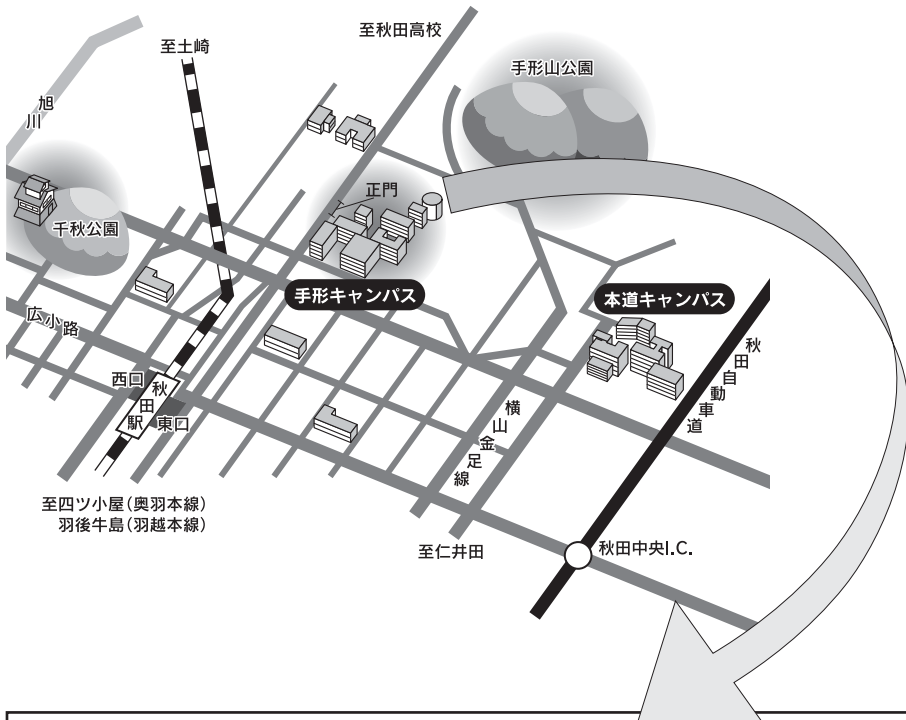 至秋田高校
至土崎
手形山公園
旭川
正門
千秋公園
手形キャンパス
本道キャンパス
広小路
秋田自動車道
西口
秋田駅
東口
横山金足線
至四ツ小屋(奥羽本線)
羽後牛島(羽越本線)
至仁井田
秋田中央I.C.